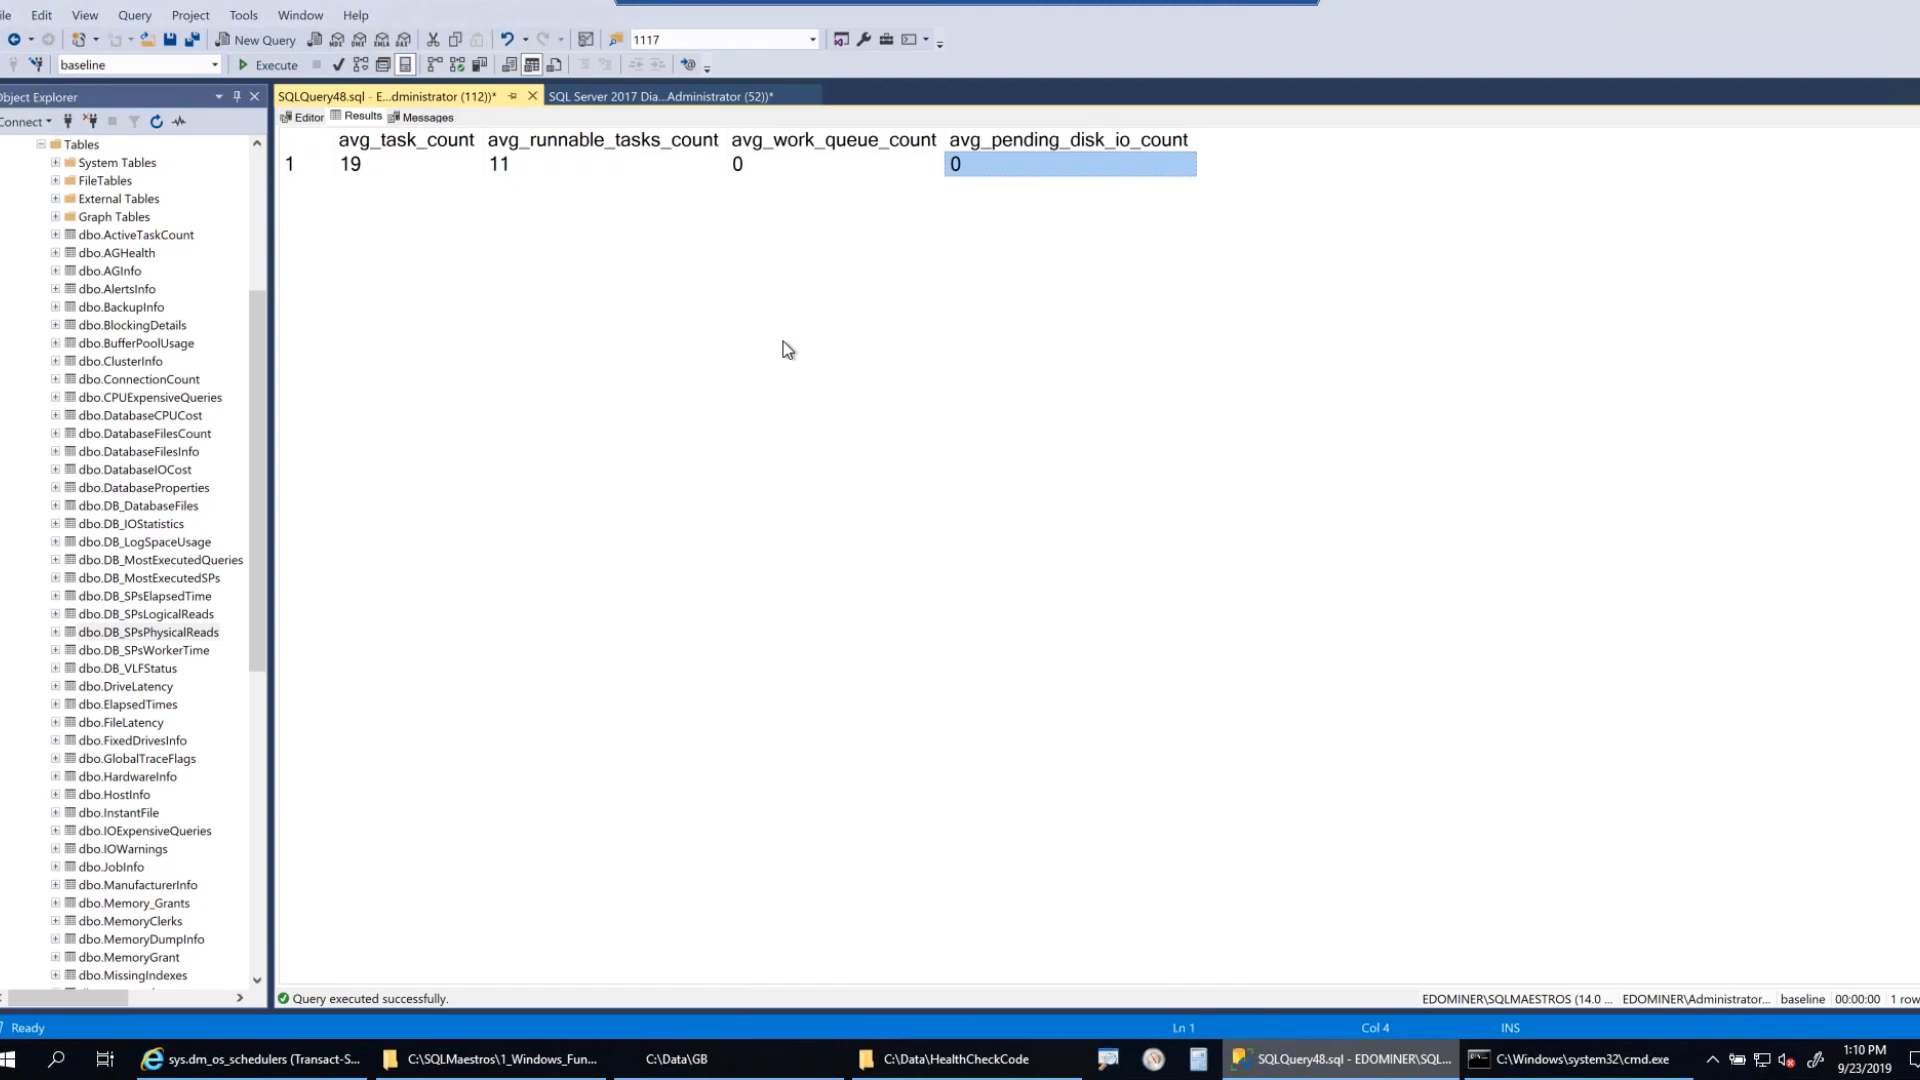 ile Edit View Query Project Tools Window Help
New Query 1117
baseline Execute
Object Explorer SQLQuery48.sql - E...dministrator (112))* SQL Server 2017 Dia...Administrator (52))*
Connect Editor Results Messages
avg_task_count avg_runnable_tasks_count avg_work_queue_count avg_pending_disk_io_count
1 19 11 0 0
Tables
System Tables
FileTables
External Tables
Graph Tables
dbo.ActiveTaskCount
dbo.AGHealth
dbo.AGInfo
dbo.AlertsInfo
dbo.BackupInfo
dbo.BlockingDetails
dbo.BufferPoolUsage
dbo.ClusterInfo
dbo.ConnectionCount
dbo.CPUExpensiveQueries
dbo.DatabaseCPUCost
dbo.DatabaseFilesCount
dbo.DatabaseFilesInfo
dbo.DatabaseIOCost
dbo.DatabaseProperties
dbo.DB_DatabaseFiles
dbo.DB_IOStatistics
dbo.DB_LogSpaceUsage
dbo.DB_MostExecutedQueries
dbo.DB_MostExecutedSPs
dbo.DB_SPsElapsedTime
dbo.DB_SPsLogicalReads
dbo.DB_SPsPhysicalReads
dbo.DB_SPsWorkerTime
dbo.DB_VLFStatus
dbo.DriveLatency
dbo.ElapsedTimes
dbo.FileLatency
dbo.FixedDrivesInfo
dbo.GlobalTraceFlags
dbo.HardwareInfo
dbo.HostInfo
dbo.InstantFile
dbo.IOExpensiveQueries
dbo.IOWarnings
dbo.JobInfo
dbo.ManufacturerInfo
dbo.Memory_Grants
dbo.MemoryClerks
dbo.MemoryDumpInfo
dbo.MemoryGrant
dbo.MissingIndexes
Query executed successfully. EDOMINER\SQLMAESTROS (14.0 ... EDOMINER\Administrator... baseline 00:00:00 1 row
Ready Ln 1 Col 4 INS
sys.dm_os_schedulers (Transact-S... C:\SQLMaestros\1_Windows_Fun... C:\Data\GB C:\Data\HealthCheckCode SQLQuery48.sql - EDOMINER\SQL... C:\Windows\system32\cmd.exe 1:10 PM
9/23/2019